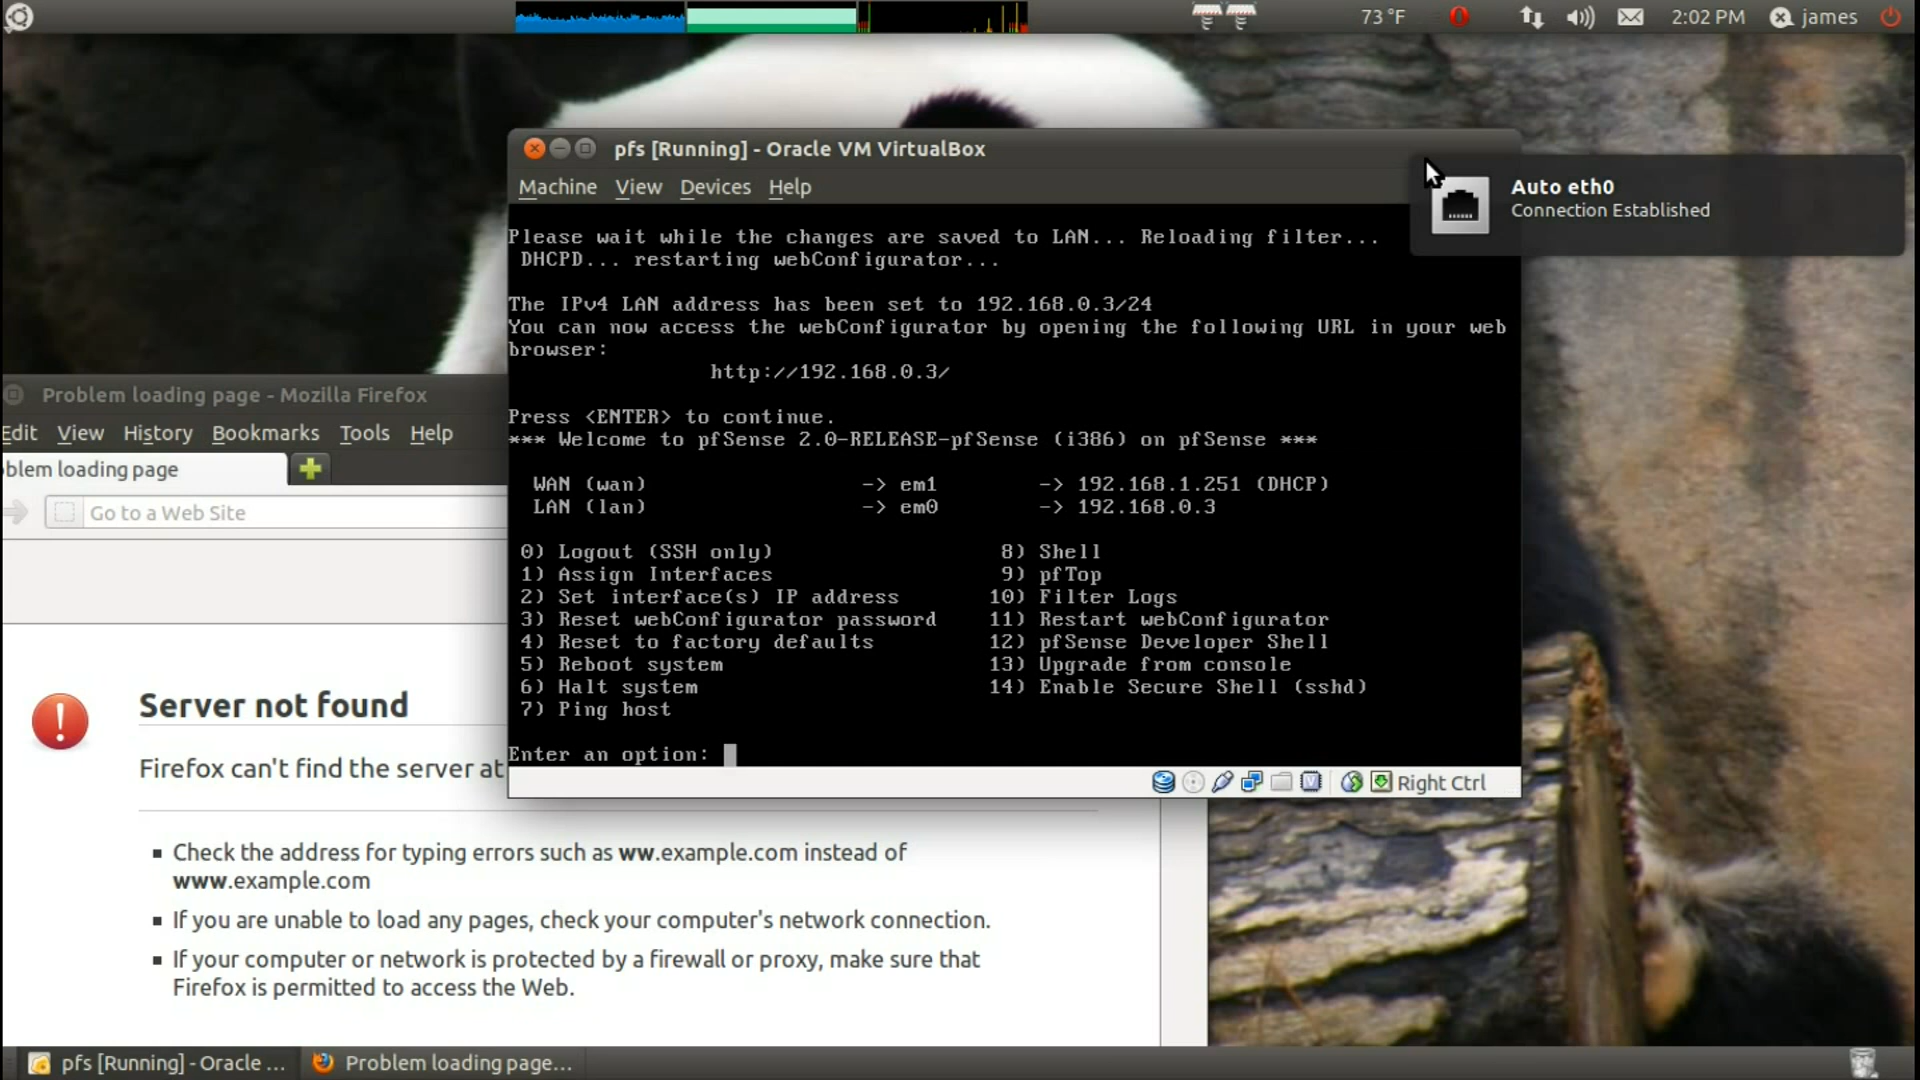 73 °F
2:02 PM
james
pfs [Running] - Oracle VM VirtualBox
Machine View Devices Help
Auto eth0
Connection Established
Please wait while the changes are saved to LAN... Reloading filter...
DHCPD... restarting webConfigurator...
The IPv4 LAN address has been set to 192.168.0.3/24
You can now access the webConfigurator by opening the following URL in your web
browser:
http://192.168.0.3/
Press <ENTER> to continue.
*** Welcome to pfSense 2.0-RELEASE-pfSense (i386) on pfSense ***
WAN (wan) -> em1 -> 192.168.1.251 (DHCP)
LAN (lan) -> em0 -> 192.168.0.3
0) Logout (SSH only) 8) Shell
1) Assign Interfaces 9) pfTop
2) Set interface(s) IP address 10) Filter Logs
3) Reset webConfigurator password 11) Restart webConfigurator
4) Reset to factory defaults 12) pfSense Developer Shell
5) Reboot system 13) Upgrade from console
6) Halt system 14) Enable Secure Shell (sshd)
7) Ping host
Enter an option:
Right Ctrl
Problem loading page - Mozilla Firefox
Edit View History Bookmarks Tools Help
oblem loading page
Go to a Web Site
Server not found
Firefox can't find the server at
▪ Check the address for typing errors such as ww.example.com instead of
www.example.com
▪ If you are unable to load any pages, check your computer's network connection.
▪ If your computer or network is protected by a firewall or proxy, make sure that
Firefox is permitted to access the Web.
pfs [Running] - Oracle ...
Problem loading page...